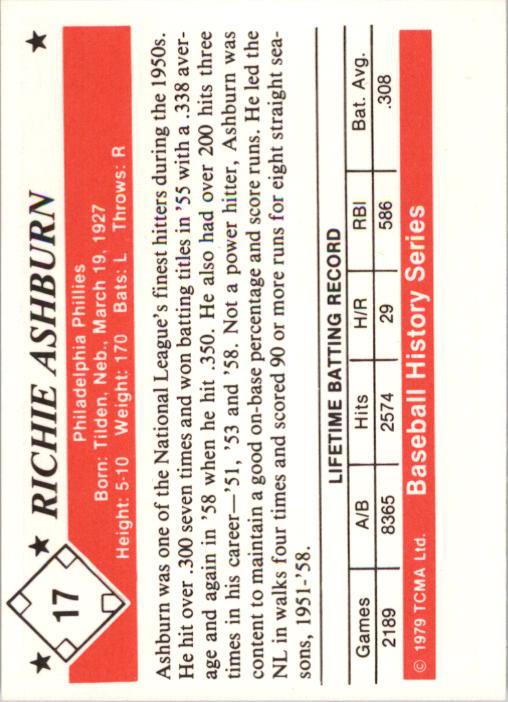 17
RICHIE ASHBURN
Philadelphia Phillies
Born: Tilden, Neb., March 19, 1927
Height: 5-10 Weight: 170 Bats: L Throws: R
Ashburn was one of the National League's finest hitters during the 1950s.
He hit over .300 seven times and won batting titles in '55 with a .338 aver-
age and again in '58 when he hit .350. He also had over 200 hits three
times in his career—'51, '53 and '58. Not a power hitter, Ashburn was
content to maintain a good on-base percentage and score runs. He led the
NL in walks four times and scored 90 or more runs for eight straight sea-
sons, 1951-'58.
LIFETIME BATTING RECORD
Games A/B Hits H/R RBI Bat. Avg.
2189 8365 2574 29 586 .308
© 1979 TCMA Ltd. Baseball History Series